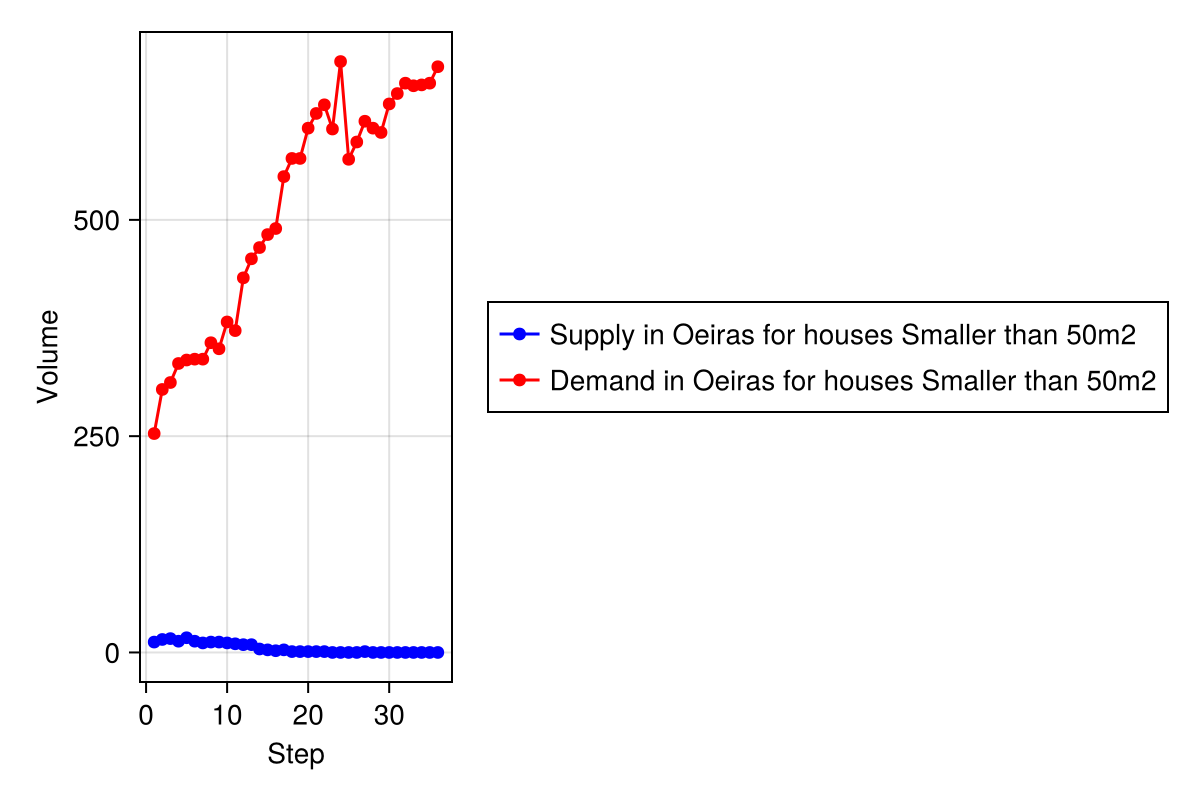 Volume
500
250
0
0 10 20 30
Step
Supply in Oeiras for houses Smaller than 50m2
Demand in Oeiras for houses Smaller than 50m2